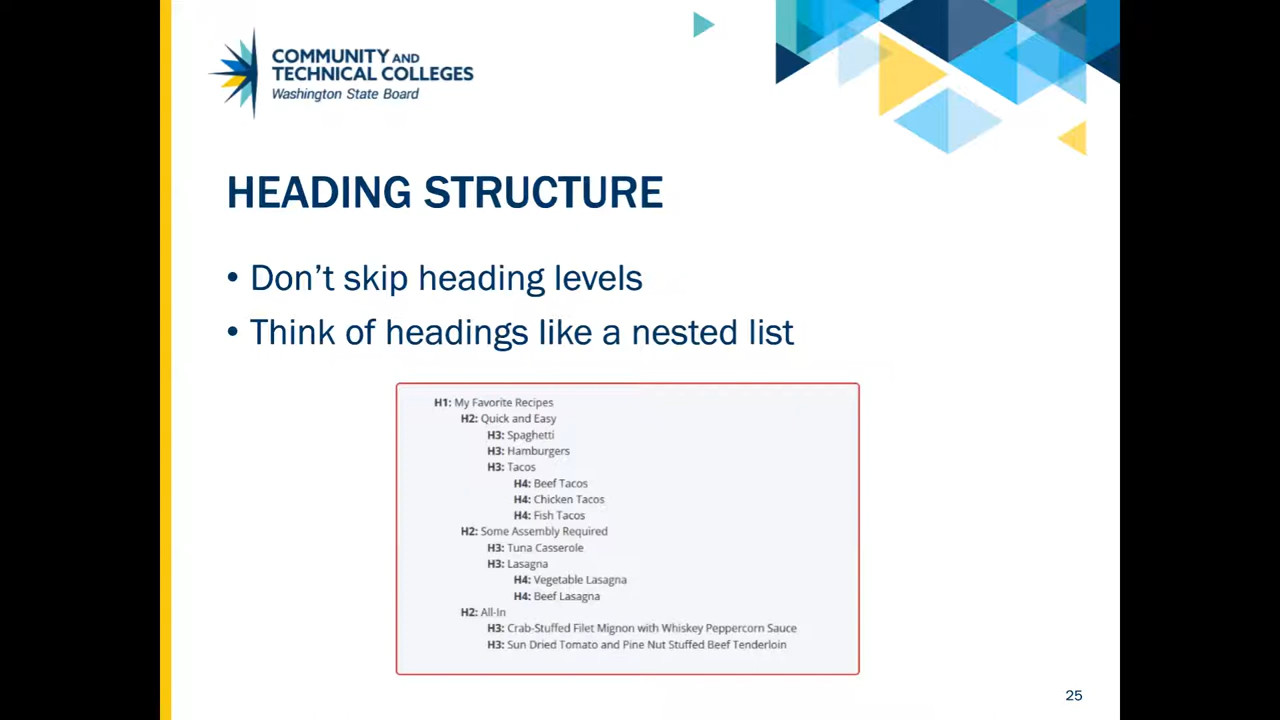 COMMUNITY AND
TECHNICAL COLLEGES
Washington State Board
HEADING STRUCTURE
• Don't skip heading levels
• Think of headings like a nested list
H1: My Favorite Recipes
H2: Quick and Easy
H3: Spaghetti
H3: Hamburgers
H3: Tacos
H4: Beef Tacos
H4: Chicken Tacos
H4: Fish Tacos
H2: Some Assembly Required
H3: Tuna Casserole
H3: Lasagna
H4: Vegetable Lasagna
H4: Beef Lasagna
H2: All-In
H3: Crab-Stuffed Filet Mignon with Whiskey Peppercorn Sauce
H3: Sun Dried Tomato and Pine Nut Stuffed Beef Tenderloin
25